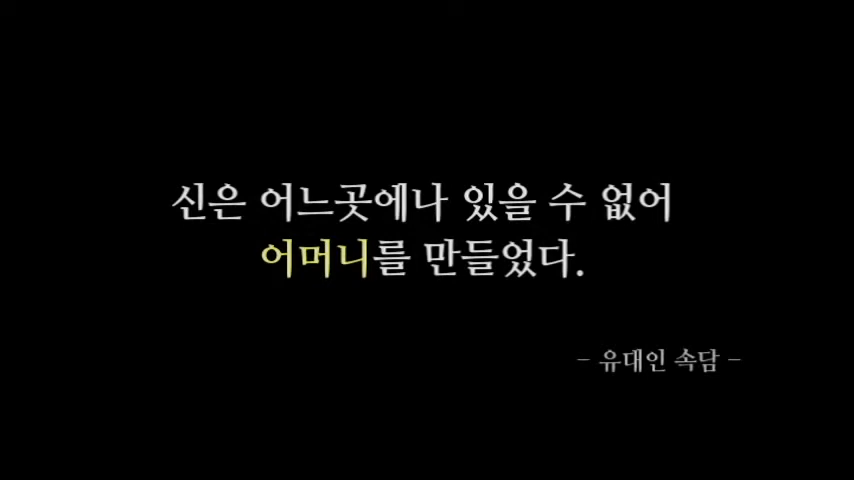 신은 어느곳에나 있을 수 없어
어머니를 만들었다.
- 유대인 속담 -